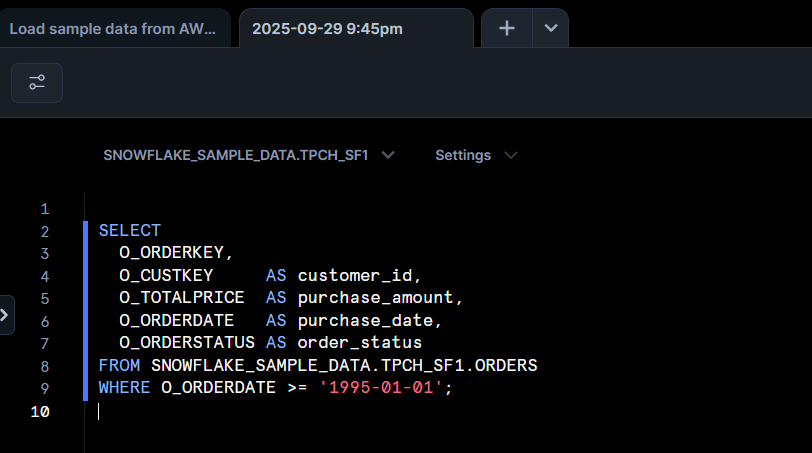 Load sample data from AW...
2025-09-29 9:45pm
SNOWFLAKE_SAMPLE_DATA.TPCH_SF1
Settings
1
2 SELECT
3 O_ORDERKEY,
4 O_CUSTKEY AS customer_id,
5 O_TOTALPRICE AS purchase_amount,
6 O_ORDERDATE AS purchase_date,
7 O_ORDERSTATUS AS order_status
8 FROM SNOWFLAKE_SAMPLE_DATA.TPCH_SF1.ORDERS
9 WHERE O_ORDERDATE >= '1995-01-01';
10